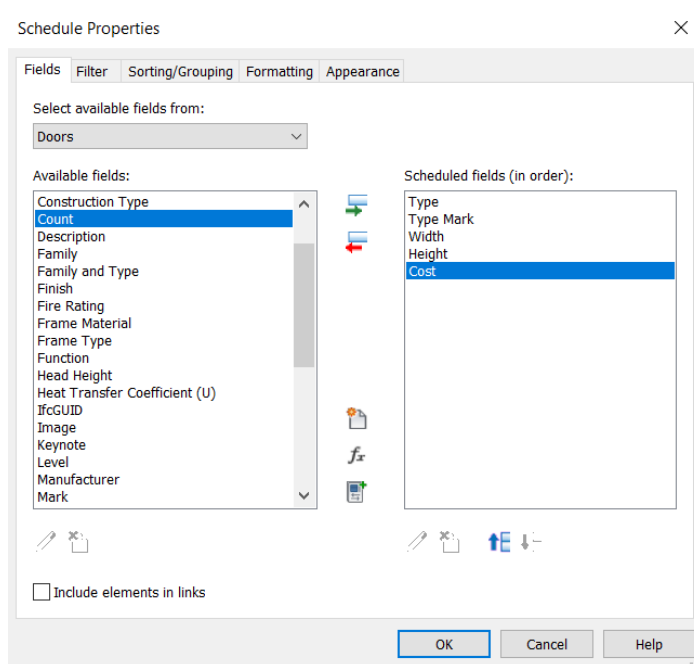 Schedule Properties
Fields Filter Sorting/Grouping Formatting Appearance
Select available fields from:
Doors
Available fields:
Construction Type
Count
Description
Family
Family and Type
Finish
Fire Rating
Frame Material
Frame Type
Function
Head Height
Heat Transfer Coefficient (U)
IfcGUID
Image
Keynote
Level
Manufacturer
Mark
fx
Scheduled fields (in order):
Type
Type Mark
Width
Height
Cost
Include elements in links
OK Cancel Help